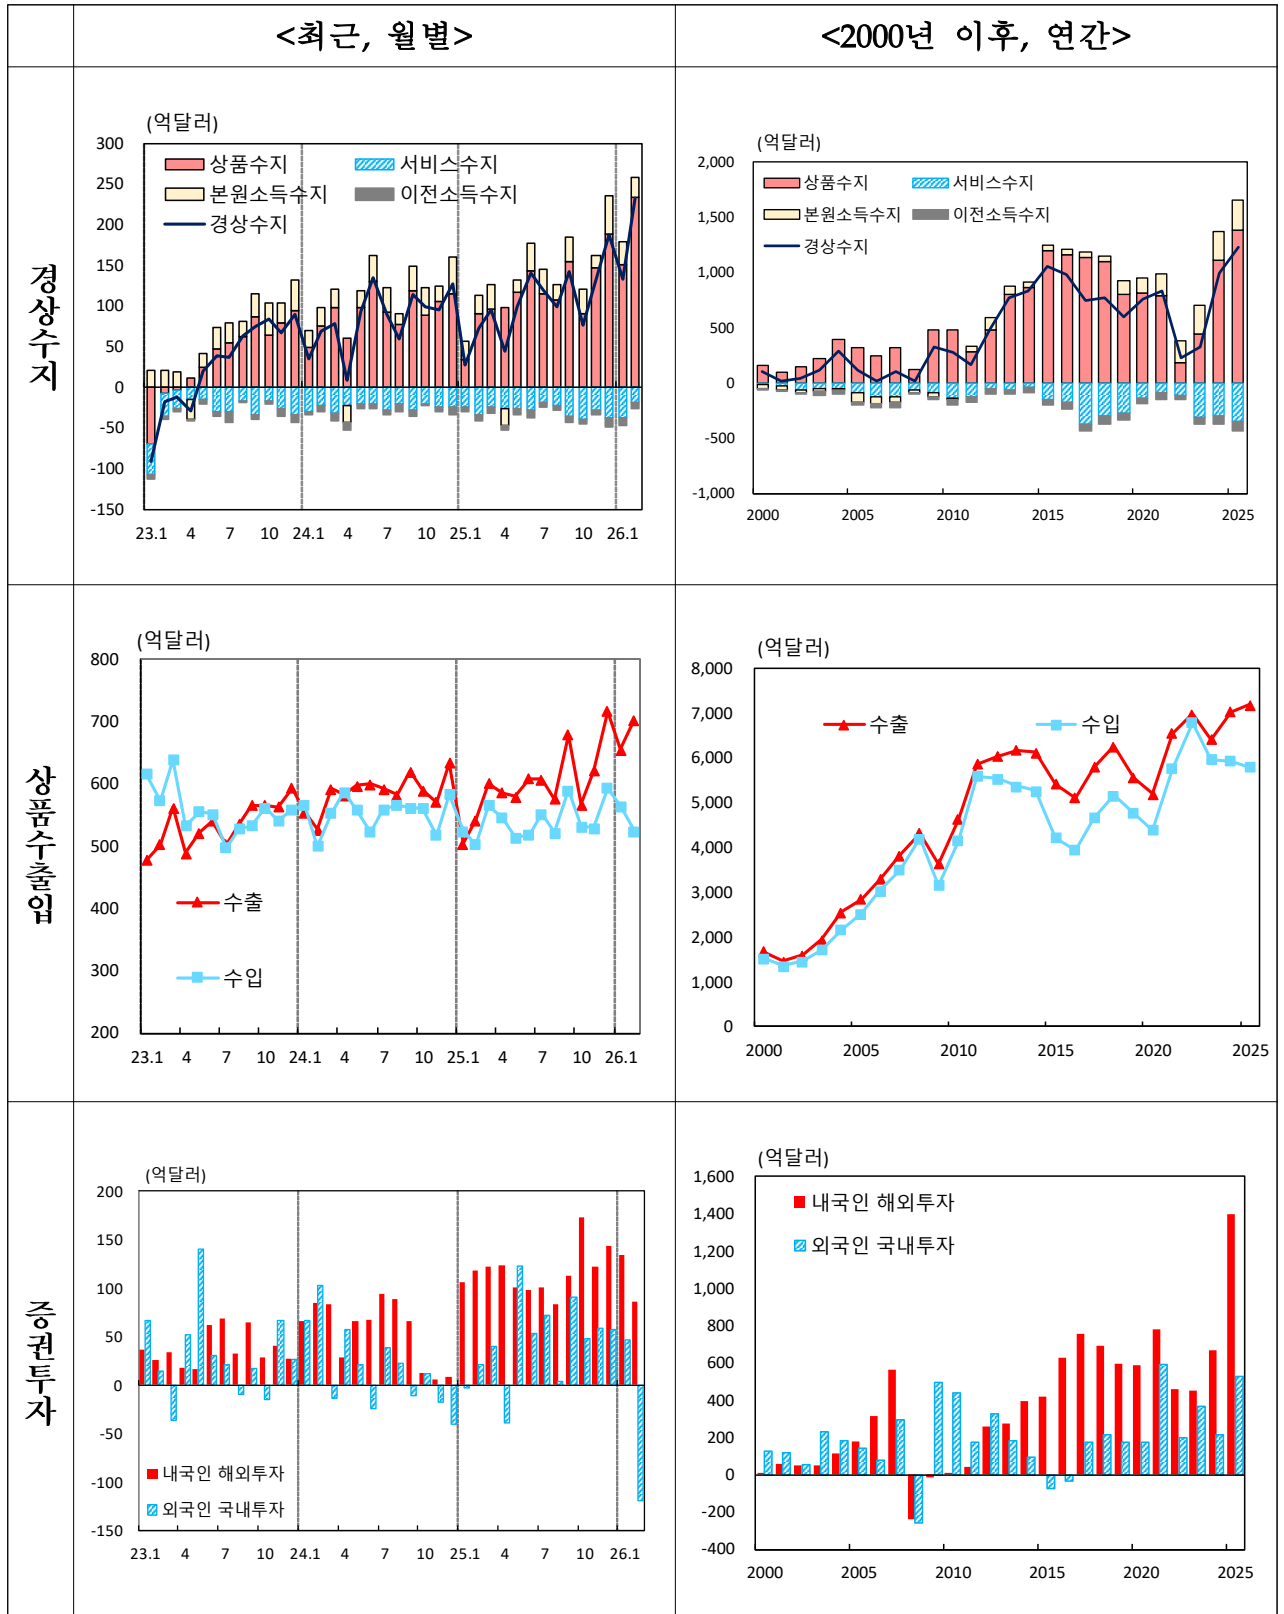 <최근, 월별>
<2000년 이후, 연간>
경상수지
(억달러)
300
250
200
150
100
50
0
-50
-100
-150
상품수지
서비스수지
본원소득수지
이전소득수지
경상수지
23.1 4 7 10 24.1 4 7 10 25.1 4 7 10 26.1
(억달러)
2,000
1,500
1,000
500
0
-500
-1,000
상품수지
서비스수지
본원소득수지
이전소득수지
경상수지
2000 2005 2010 2015 2020 2025
상품수출입
(억달러)
800
700
600
500
400
300
200
수출
수입
23.1 4 7 10 24.1 4 7 10 25.1 4 7 10 26.1
(억달러)
8,000
7,000
6,000
5,000
4,000
3,000
2,000
1,000
0
수출
수입
2000 2005 2010 2015 2020 2025
증권투자
(억달러)
200
150
100
50
0
-50
-100
-150
내국인 해외투자
외국인 국내투자
23.1 4 7 10 24.1 4 7 10 25.1 4 7 10 26.1
(억달러)
1,600
1,400
1,200
1,000
800
600
400
200
0
-200
-400
내국인 해외투자
외국인 국내투자
2000 2005 2010 2015 2020 2025